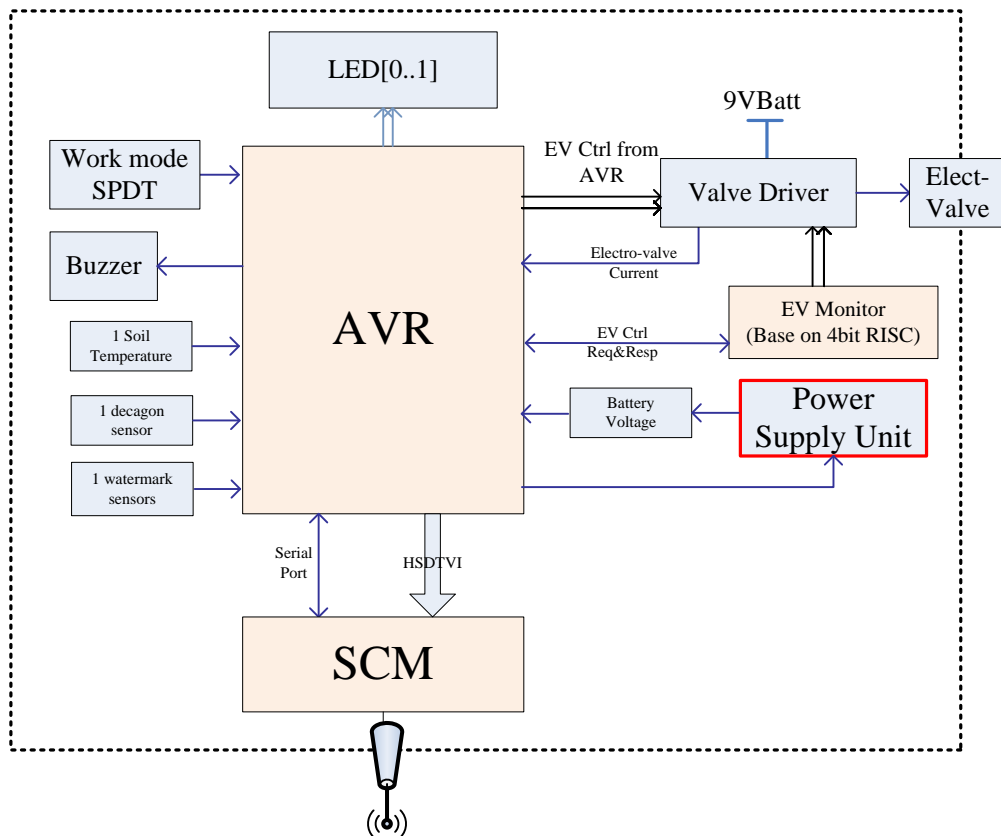 LED[0..1]
9VBatt
Work mode
SPDT
EV Ctrl from
AVR
Valve Driver
Elect-
Valve
Buzzer
Electro-valve
Current
AVR
EV Monitor
(Base on 4bit RISC)
1 Soil
Temperature
EV Ctrl
Req&Resp
1 decagon
sensor
Battery
Voltage
Power
Supply Unit
1 watermark
sensors
Serial
Port
HSDTVI
SCM